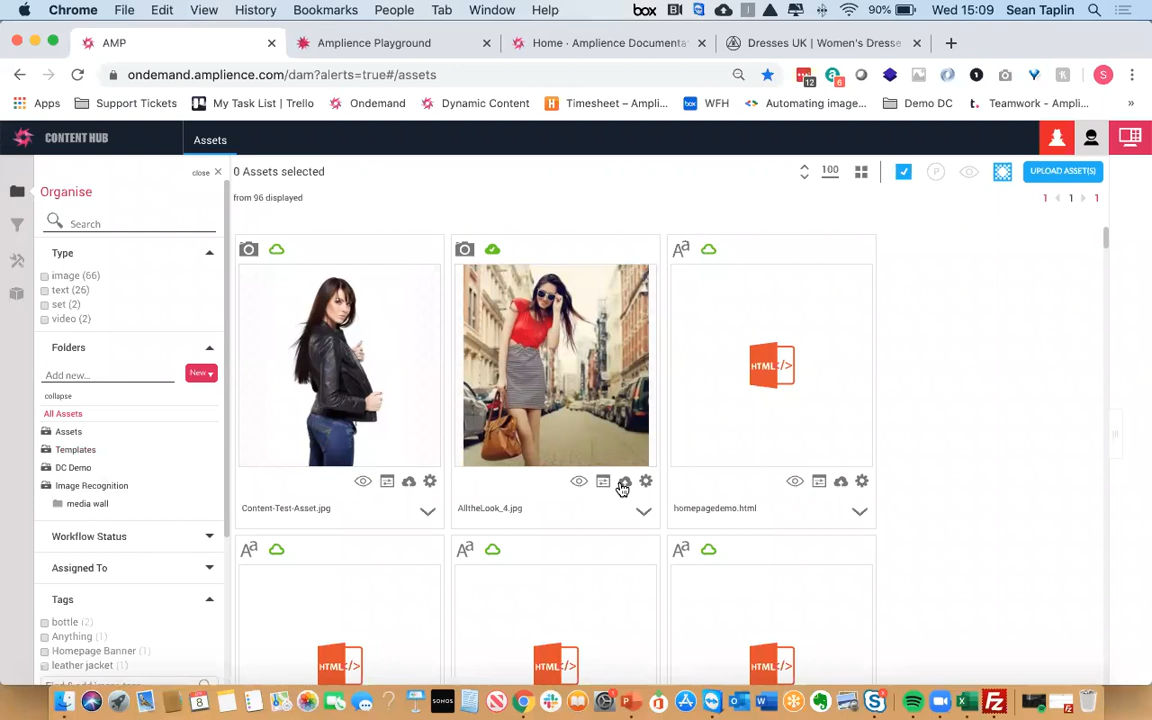 Chrome File Edit View History Bookmarks People Tab Window Help box 90% Wed 15:09 Sean Taplin
AMP Amplience Playground Home · Amplience Documenta Dresses UK | Women's Dresse
ondemand.amplience.com/dam?alerts=true#/assets
Apps Support Tickets My Task List | Trello Ondemand Dynamic Content Timesheet – Ampli... WFH Automating image... Demo DC Teamwork - Ampli...
CONTENT HUB Assets
close
0 Assets selected 100 UPLOAD ASSET(S)
Organise
from 96 displayed 1 1 1
Search
Type
image (66)
text (26)
set (2)
video (2)
Folders
Add new... New
collapse
All Assets
Assets
Templates
DC Demo
Image Recognition
media wall
Workflow Status
Assigned To
Tags
bottle (2)
Anything (1)
Homepage Banner (1)
leather jacket (1)
Aa
HTML
Content-Test-Asset.jpg AlltheLook_4.jpg homepagedemo.html
Aa Aa Aa
HTML HTML HTML
SONOS